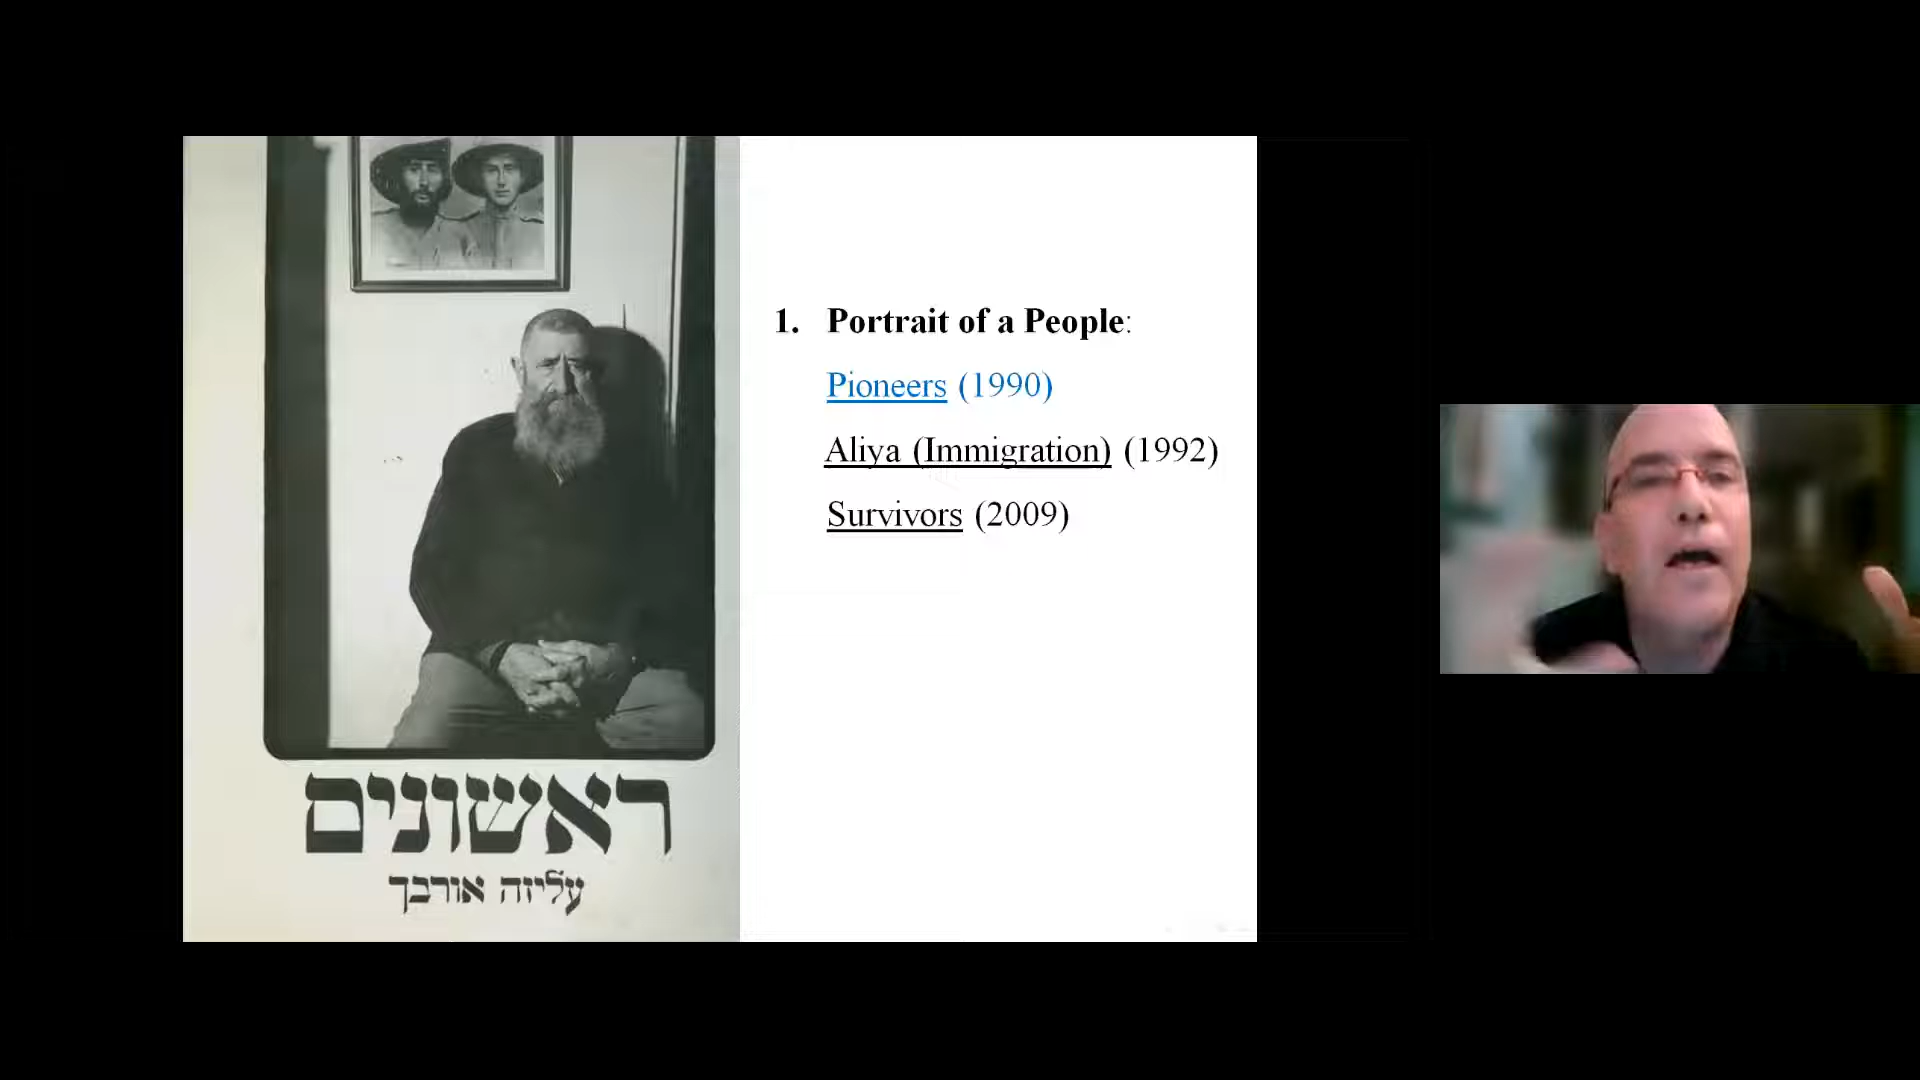 ראשונים
עליזה אורבך
1. Portrait of a People:
Pioneers (1990)
Aliya (Immigration) (1992)
Survivors (2009)